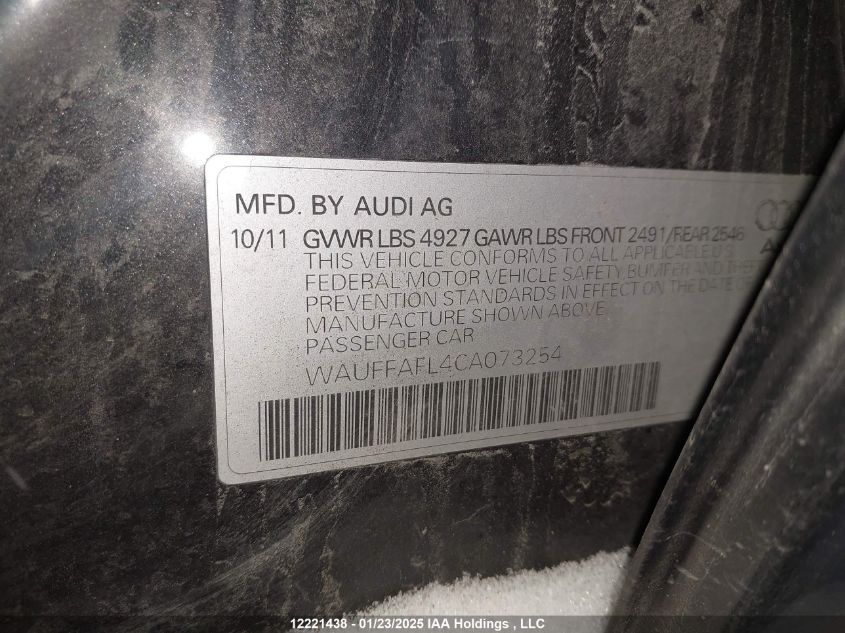 MFD. BY AUDI AG
10/11 GVWR LBS 4927 GAWR LBS FRONT 2491/REAR 2546
THIS VEHICLE CONFORMS TO ALL APPLICABLE U.S.
FEDERAL MOTOR VEHICLE SAFETY BUMPER AND THEFT
PREVENTION STANDARDS IN EFFECT ON THE DATE OF
MANUFACTURE SHOWN ABOVE
PASSENGER CAR
WAUFFAFL4CA073254
12221438 - 01/23/2025 IAA Holdings , LLC